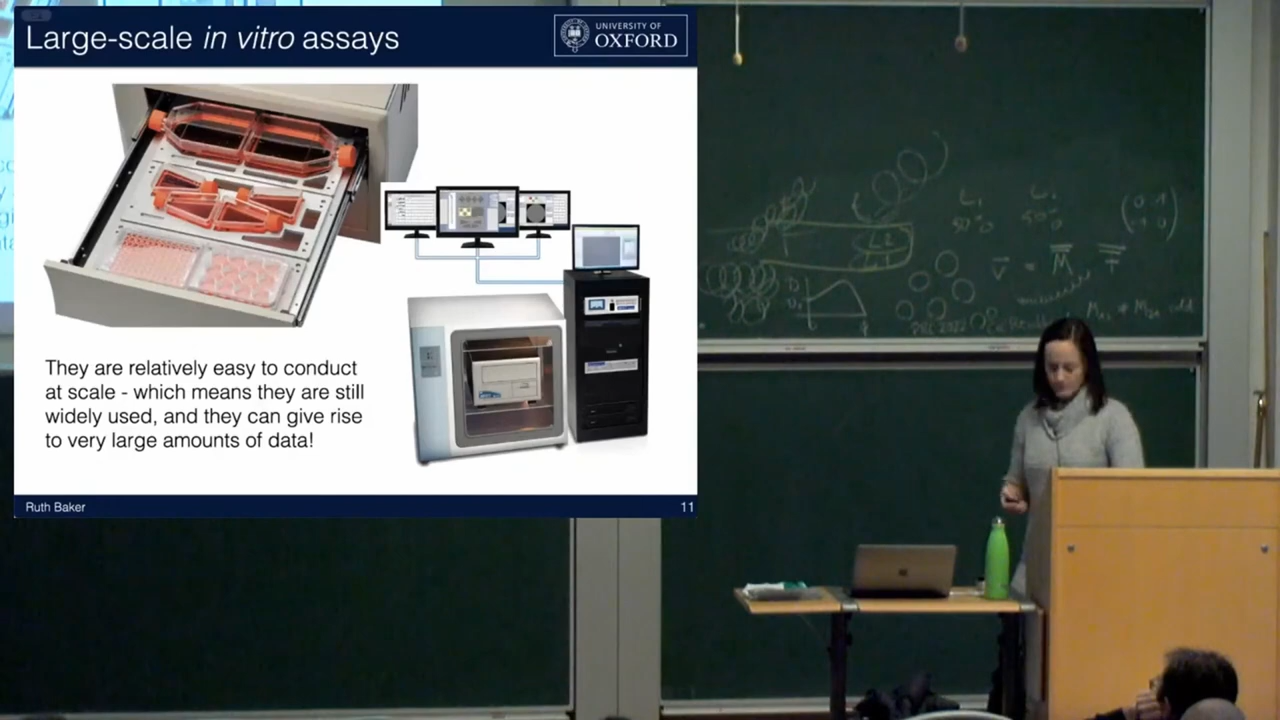 Large-scale in vitro assays
UNIVERSITY OF
OXFORD
They are relatively easy to conduct
at scale - which means they are still
widely used, and they can give rise
to very large amounts of data!
Ruth Baker
11